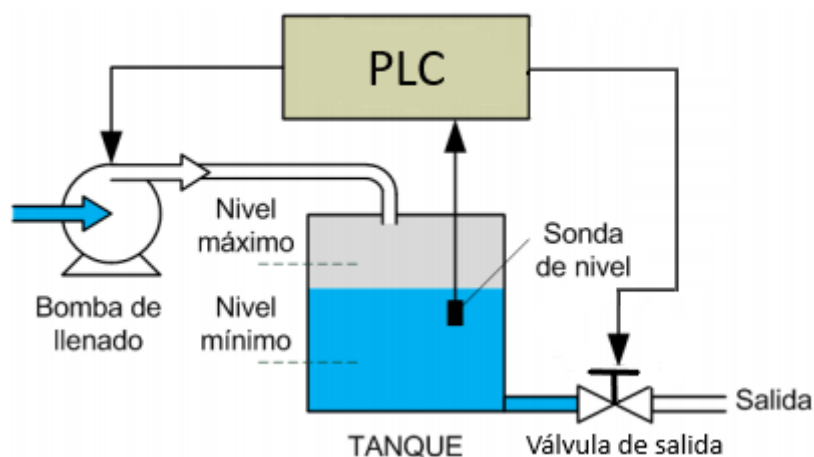 PLC
Nivel
máximo
Sonda
de nivel
Bomba de
llenado
Nivel
mínimo
Salida
TANQUE
Válvula de salida